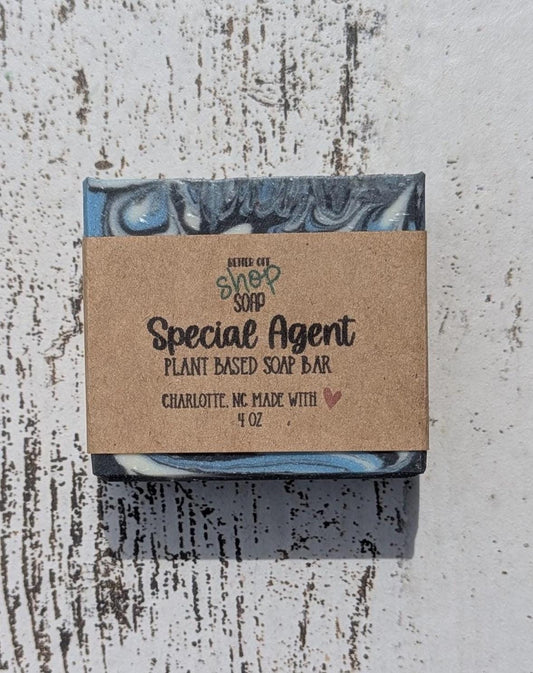 BETTER OFF
shop
SOAP
Special Agent
PLANT BASED SOAP BAR
CHARLOTTE, NC MADE WITH
4 OZ